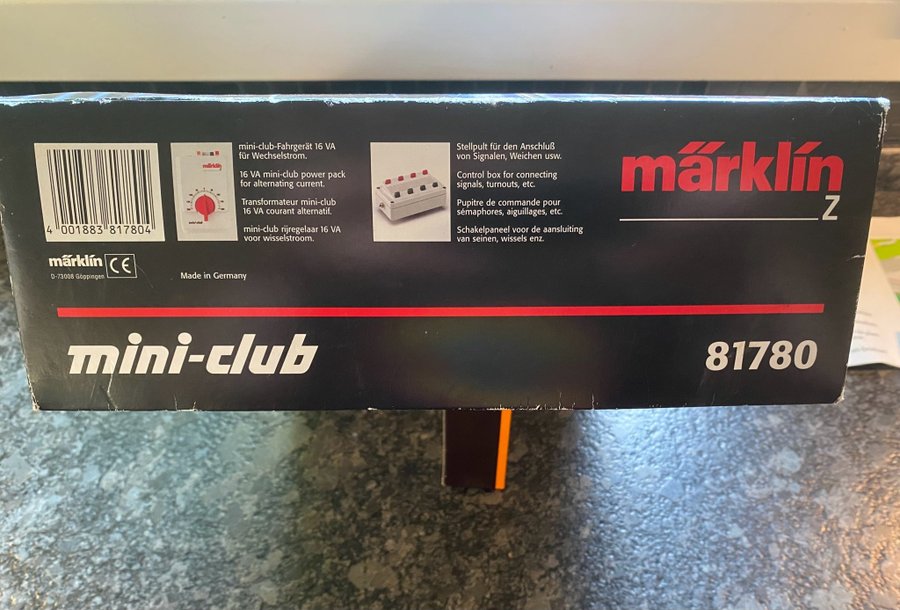 mini-club-Fahrgerät 16 VA
für Wechselstrom.
16 VA mini-club power pack
for alternating current.
Transformateur mini-club
16 VA courant alternatif.
mini-club rijregelaar 16 VA
voor wisselstroom.
Stellpult für den Anschluß
von Signalen, Weichen usw.
Control box for connecting
signals, turnouts, etc.
Pupitre de commande pour
sémaphores, aiguillages, etc.
Schakelpaneel voor de aansluiting
van seinen, wissels enz.
märklin
Z
4 001883 817804
märklin CE
D-73008 Göppingen
Made in Germany
mini-club
81780